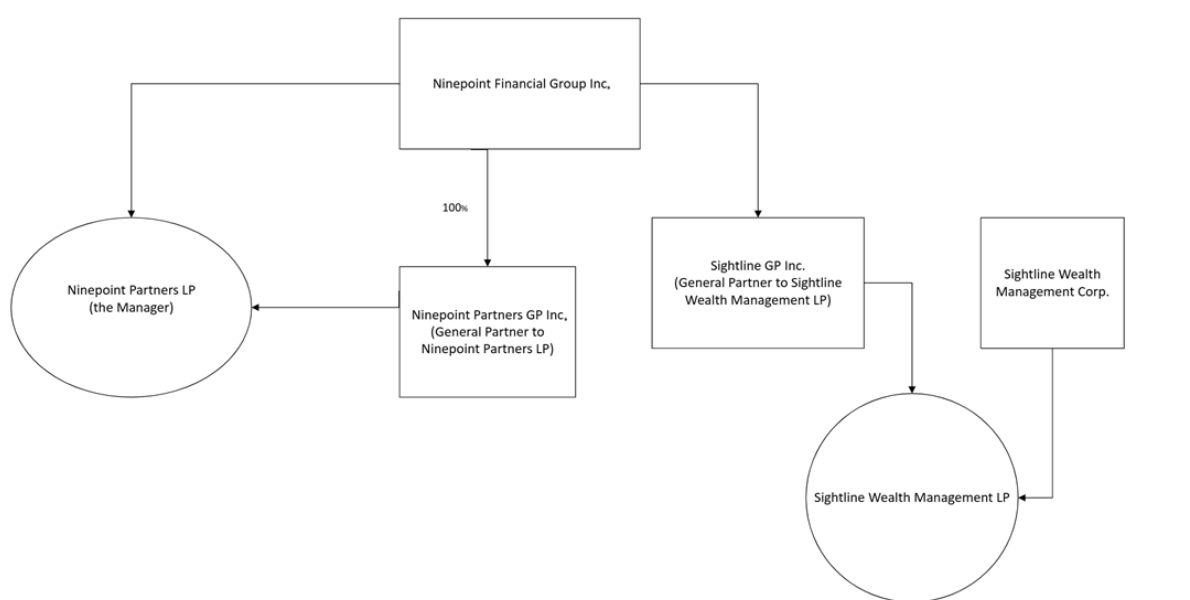 Ninepoint Financial Group Inc.
100%
Ninepoint Partners LP
(the Manager)
Ninepoint Partners GP Inc.
(General Partner to
Ninepoint Partners LP)
Sightline GP Inc.
(General Partner to Sightline
Wealth Management LP)
Sightline Wealth
Management Corp.
Sightline Wealth Management LP